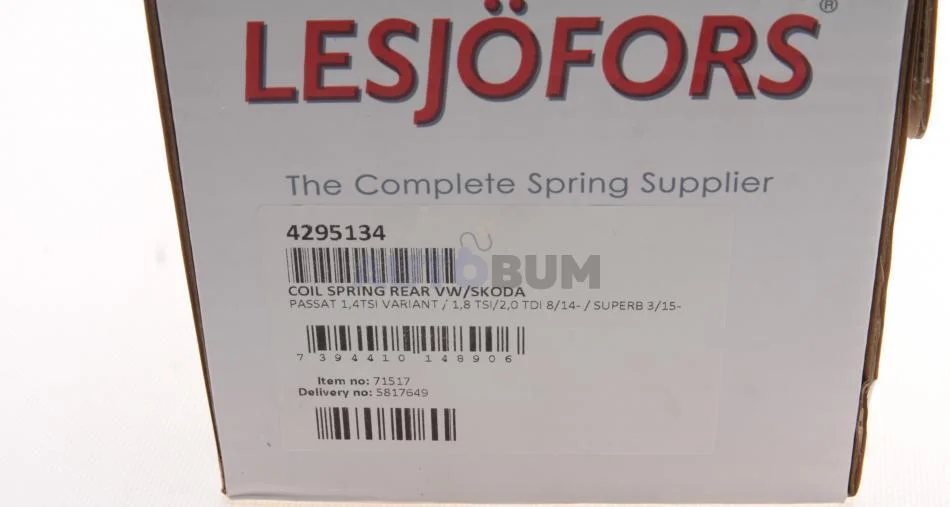 LESJÖFORS®
The Complete Spring Supplier
4295134
AUTOBUM
COIL SPRING REAR VW/SKODA
PASSAT 1,4TSI VARIANT / 1,8 TSI/2,0 TDI 8/14- / SUPERB 3/15-
7 394410 148906
Item no: 71517
Delivery no: 5817649